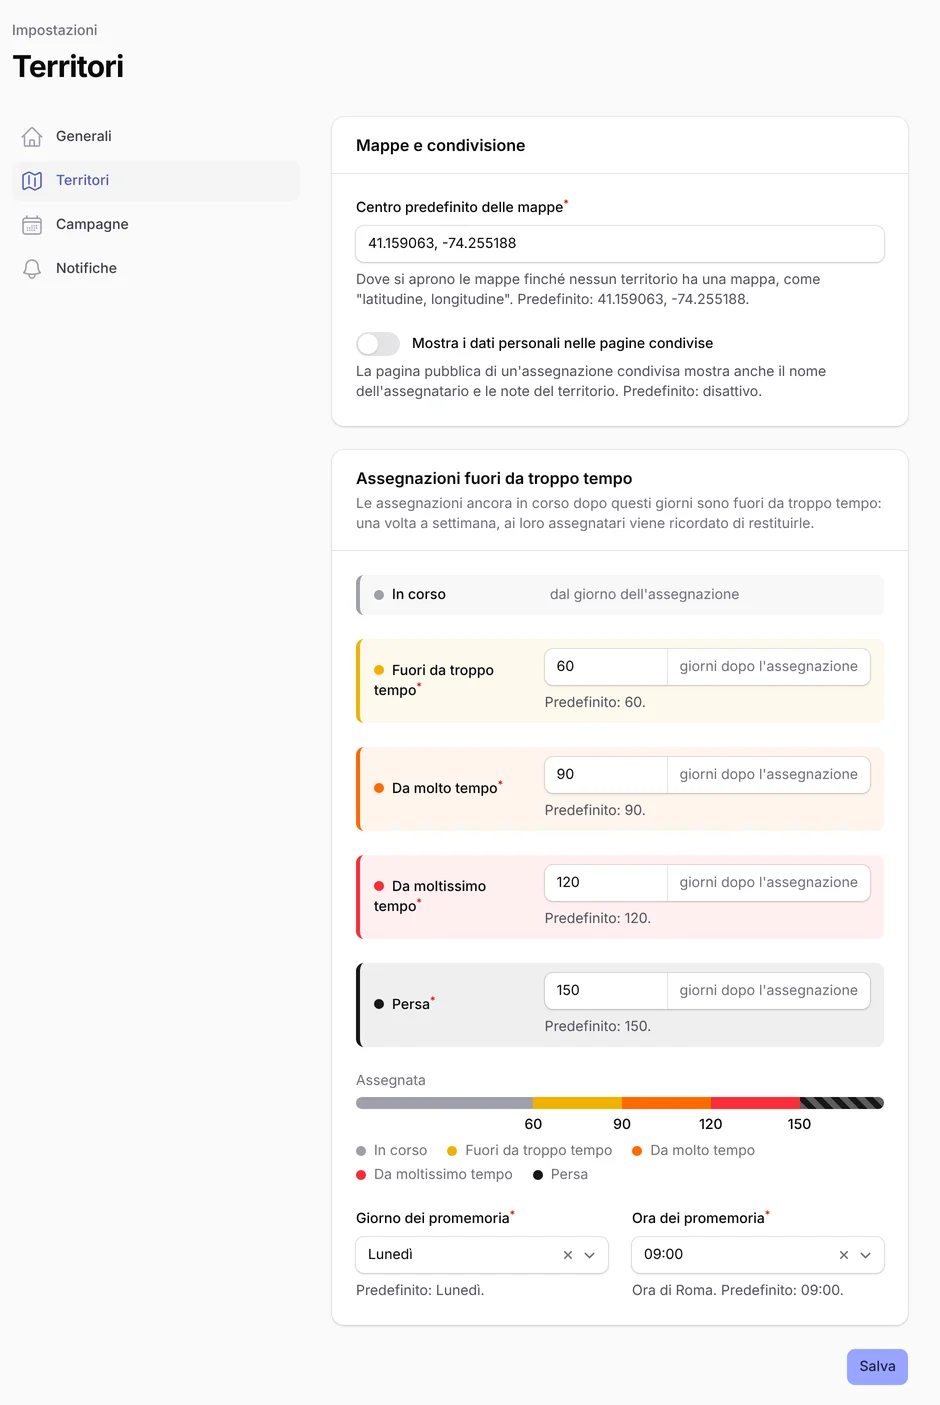 Impostazioni
Territori
Generali
Territori
Campagne
Notifiche
Mappe e condivisione
Centro predefinito delle mappe*
41.159063, -74.255188
Dove si aprono le mappe finché nessun territorio ha una mappa, come
"latitudine, longitudine". Predefinito: 41.159063, -74.255188.
Mostra i dati personali nelle pagine condivise
La pagina pubblica di un'assegnazione condivisa mostra anche il nome
dell'assegnatario e le note del territorio. Predefinito: disattivo.
Assegnazioni fuori da troppo tempo
Le assegnazioni ancora in corso dopo questi giorni sono fuori da troppo tempo:
una volta a settimana, ai loro assegnatari viene ricordato di restituirle.
In corso dal giorno dell'assegnazione
Fuori da troppo
tempo*
60 giorni dopo l'assegnazione
Predefinito: 60.
Da molto tempo*
90 giorni dopo l'assegnazione
Predefinito: 90.
Da moltissimo
tempo*
120 giorni dopo l'assegnazione
Predefinito: 120.
Persa*
150 giorni dopo l'assegnazione
Predefinito: 150.
Assegnata
60 90 120 150
In corso Fuori da troppo tempo Da molto tempo
Da moltissimo tempo Persa
Giorno dei promemoria*
Lunedì
Predefinito: Lunedì.
Ora dei promemoria*
09:00
Ora di Roma. Predefinito: 09:00.
Salva